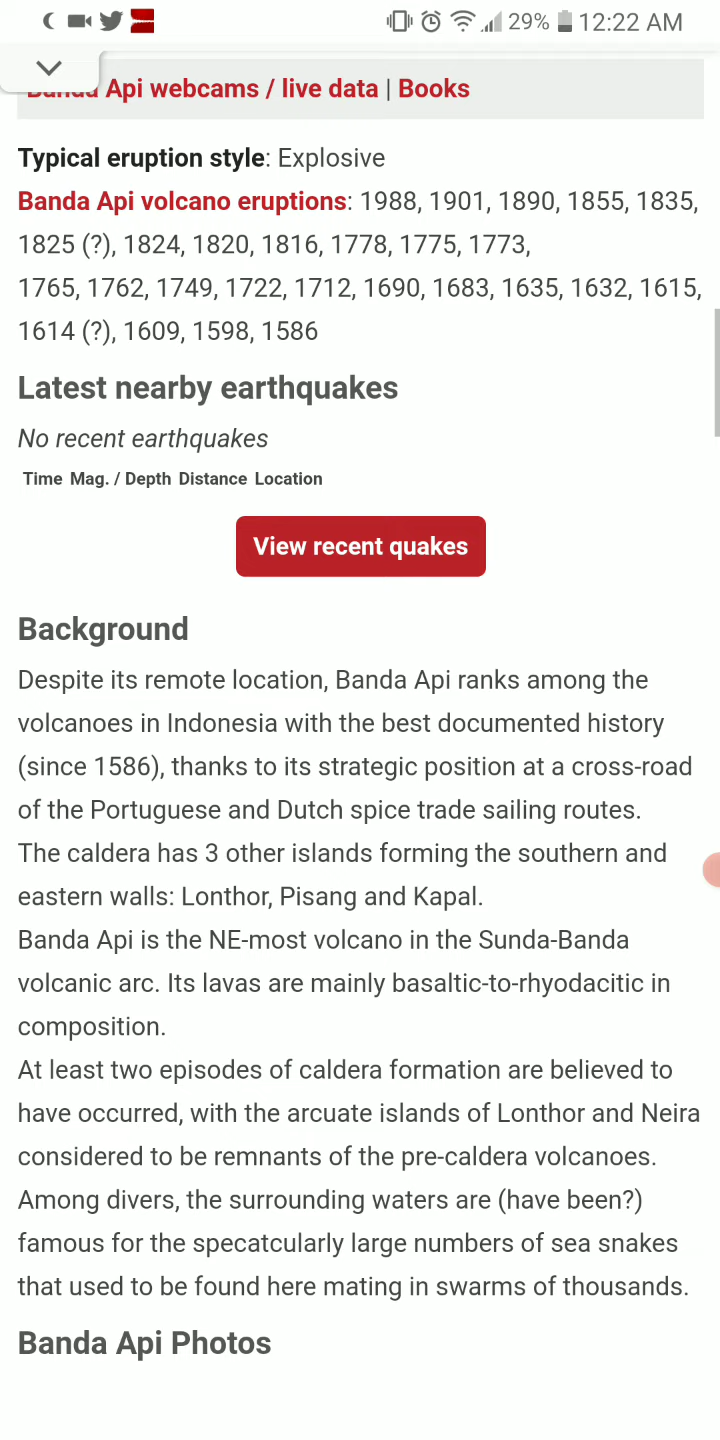 29% 12:22 AM
Banda Api webcams / live data | Books
Typical eruption style: Explosive
Banda Api volcano eruptions: 1988, 1901, 1890, 1855, 1835,
1825 (?), 1824, 1820, 1816, 1778, 1775, 1773,
1765, 1762, 1749, 1722, 1712, 1690, 1683, 1635, 1632, 1615,
1614 (?), 1609, 1598, 1586
Latest nearby earthquakes
No recent earthquakes
Time Mag. / Depth Distance Location
View recent quakes
Background
Despite its remote location, Banda Api ranks among the
volcanoes in Indonesia with the best documented history
(since 1586), thanks to its strategic position at a cross-road
of the Portuguese and Dutch spice trade sailing routes.
The caldera has 3 other islands forming the southern and
eastern walls: Lonthor, Pisang and Kapal.
Banda Api is the NE-most volcano in the Sunda-Banda
volcanic arc. Its lavas are mainly basaltic-to-rhyodacitic in
composition.
At least two episodes of caldera formation are believed to
have occurred, with the arcuate islands of Lonthor and Neira
considered to be remnants of the pre-caldera volcanoes.
Among divers, the surrounding waters are (have been?)
famous for the specatcularly large numbers of sea snakes
that used to be found here mating in swarms of thousands.
Banda Api Photos